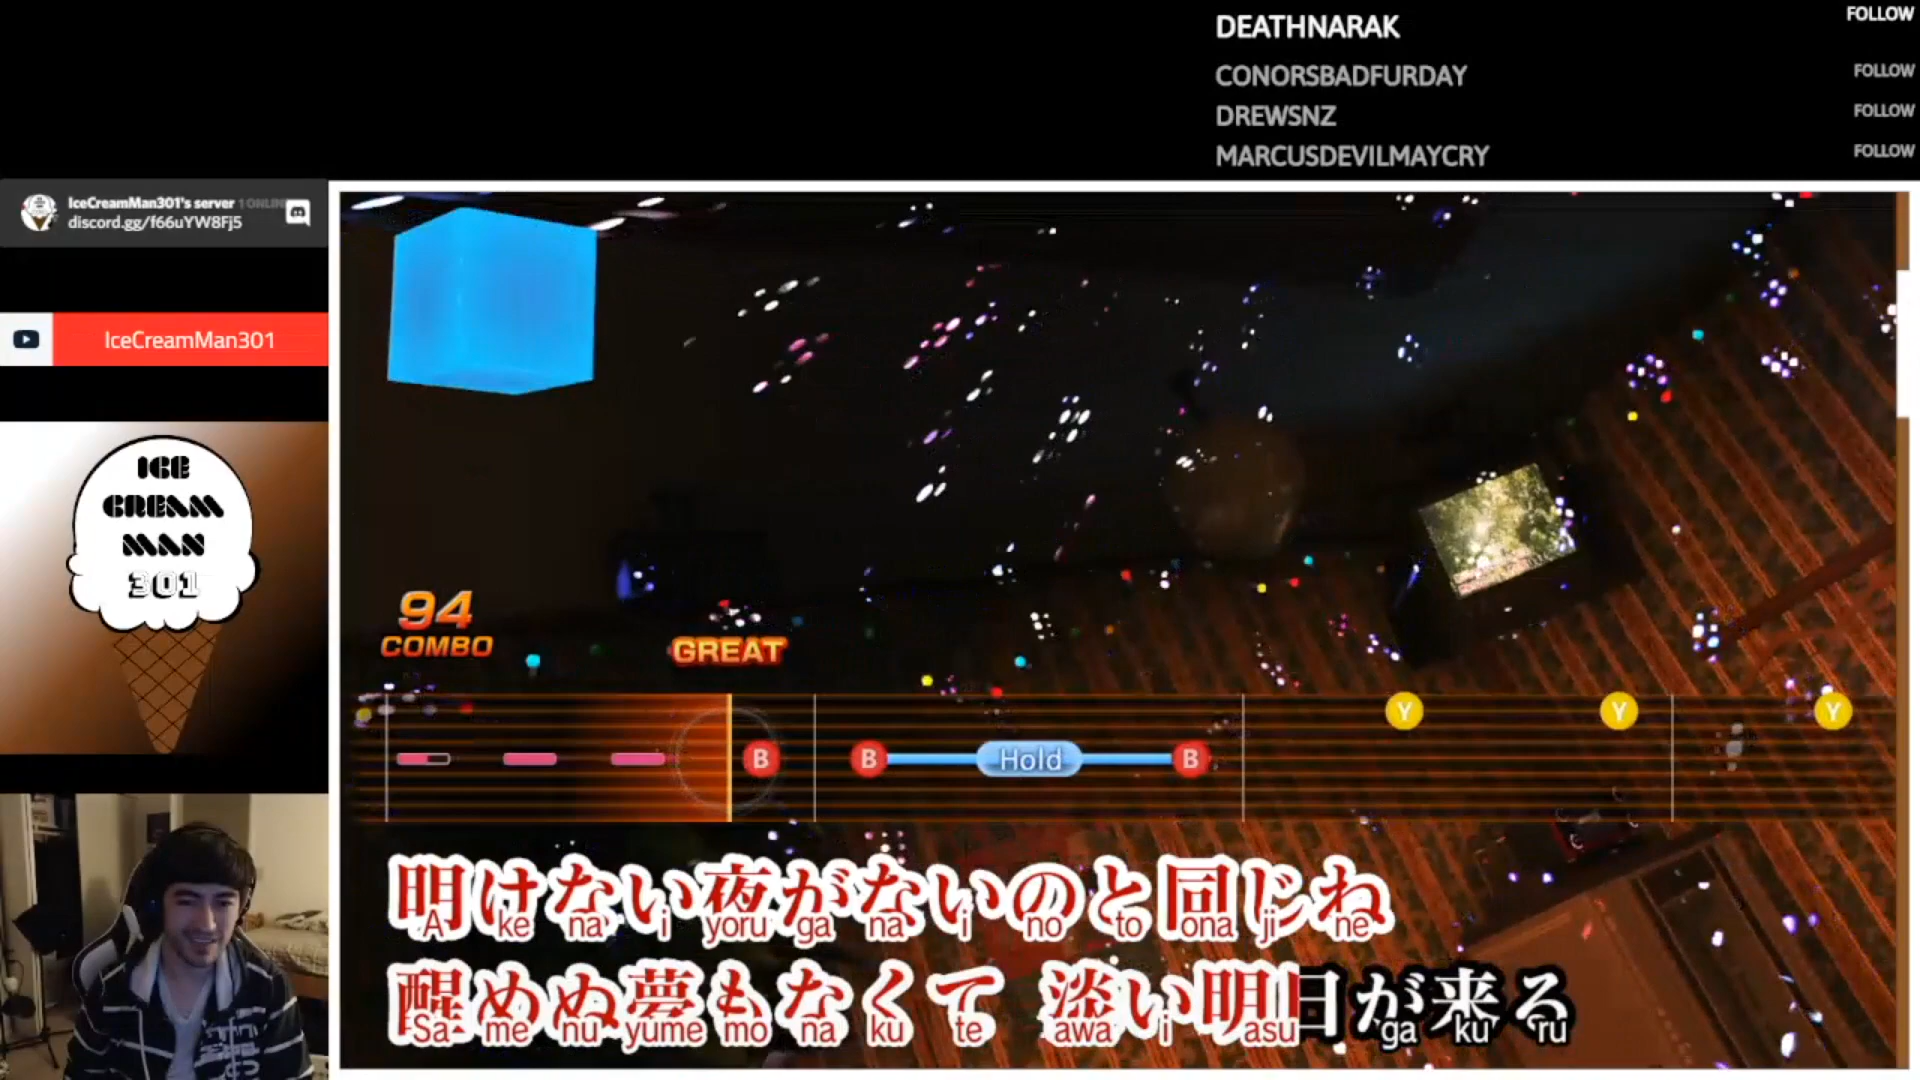 DEATHNARAK FOLLOW
CONORSBADFURDAY FOLLOW
DREWSNZ FOLLOW
MARCUSDEVILMAYCRY FOLLOW
IceCreamMan301's server 1 ONLINE
discord.gg/f66uYW8Fj5
IceCreamMan301
ICE
CREAM
MAN
301
94
COMBO
GREAT
Y Y Y
B B Hold B
明けない夜がないのと同じね
A ke na i yoru ga na i no to ona ji ne
醒めぬ夢もなくて 淡い明日が来る
Sa me nu yume mo na ku te awa i asu ga ku ru